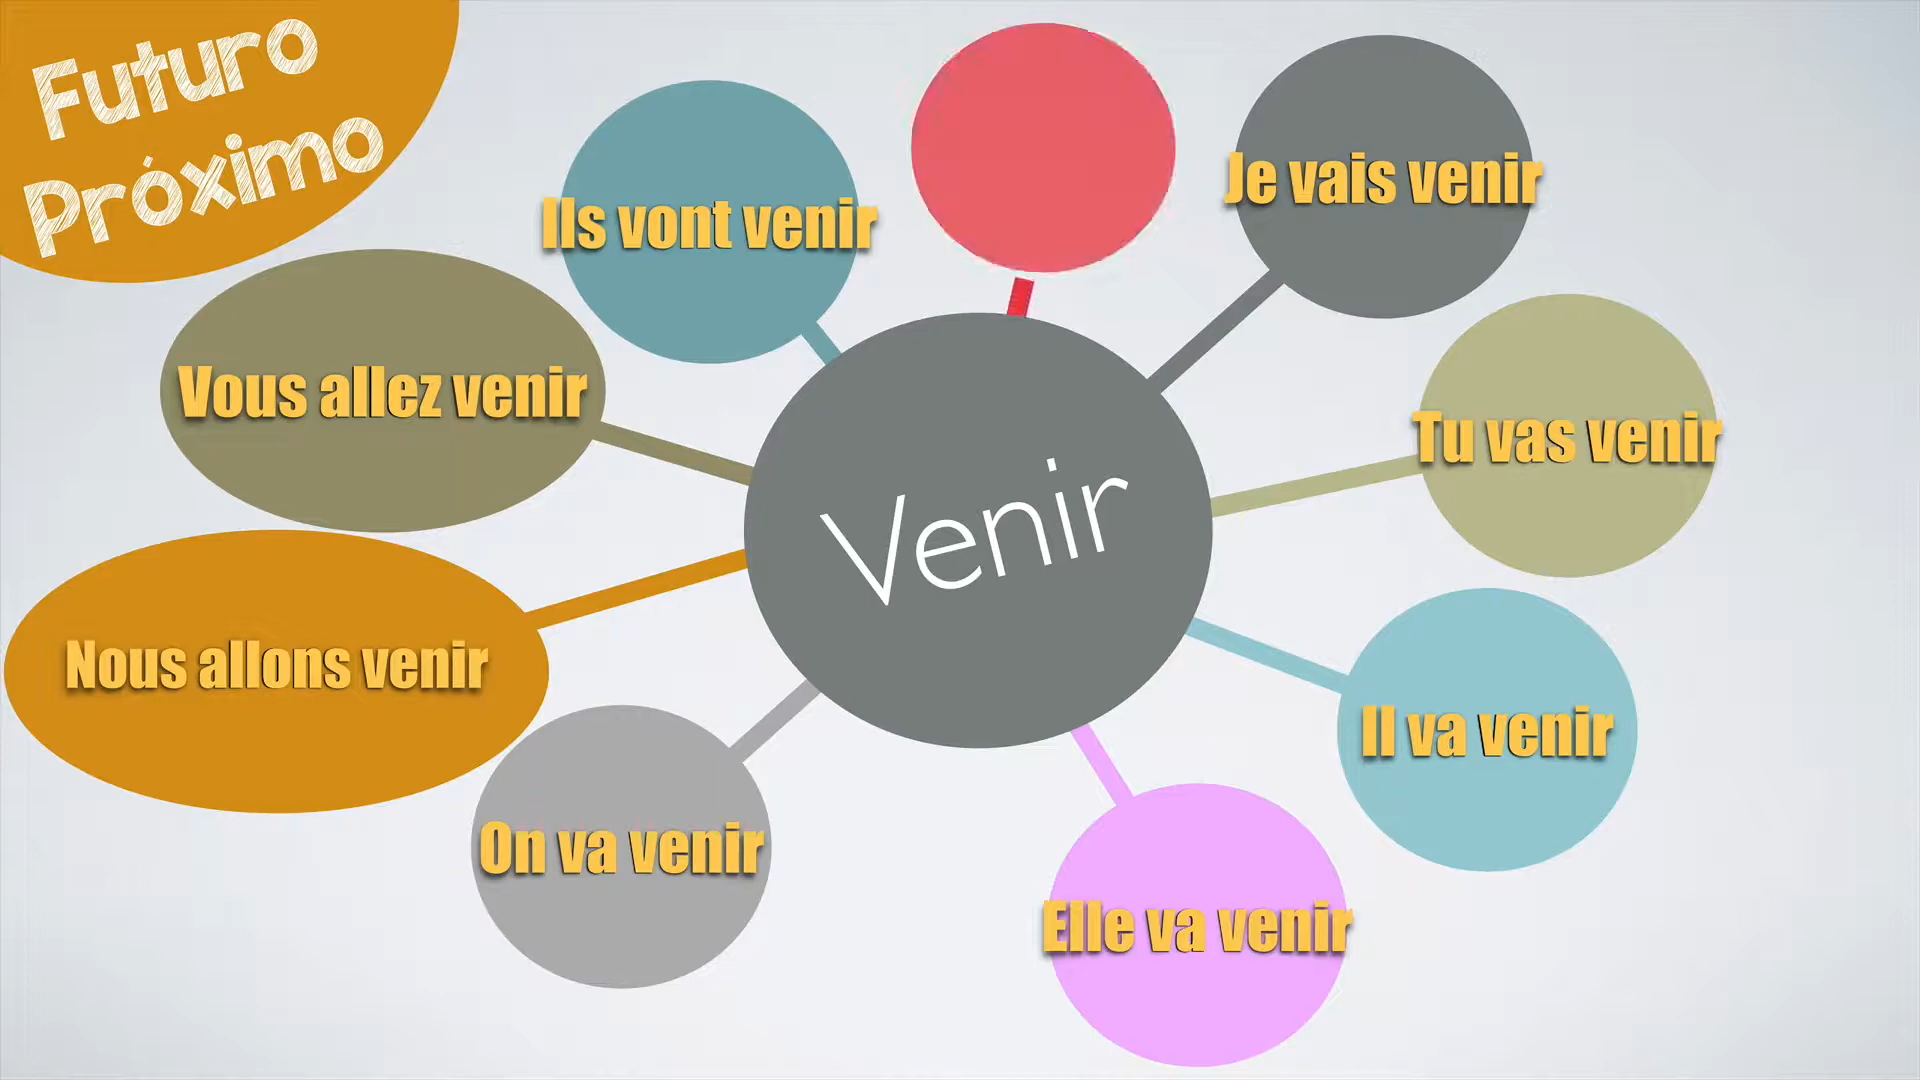 Futuro
Próximo
Je vais venir
Tu vas venir
Il va venir
Elle va venir
On va venir
Nous allons venir
Vous allez venir
Ils vont venir
Venir